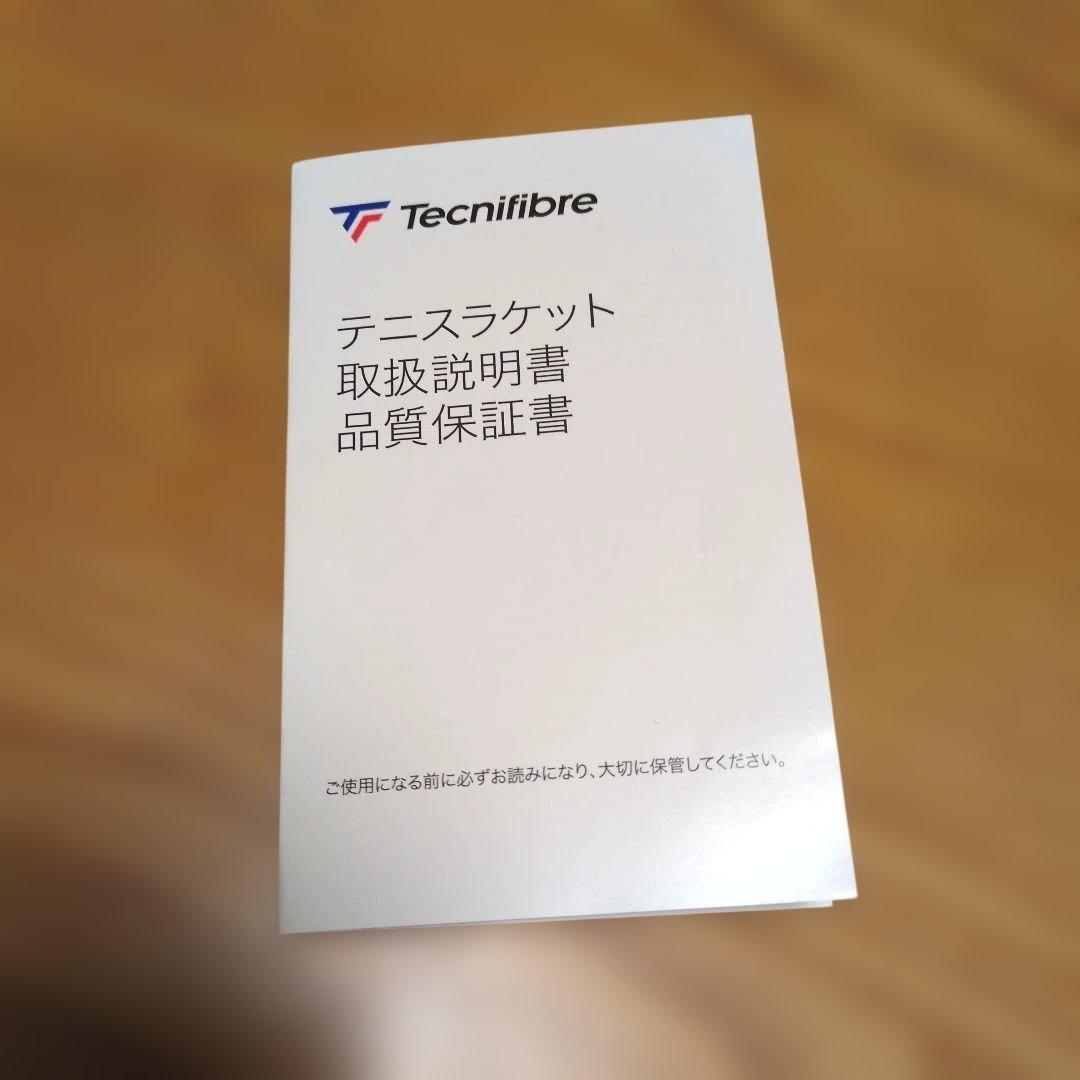 Tecnifibre
テニスラケット
取扱説明書
品質保証書
ご使用になる前に必ずお読みになり、大切に保管してください。